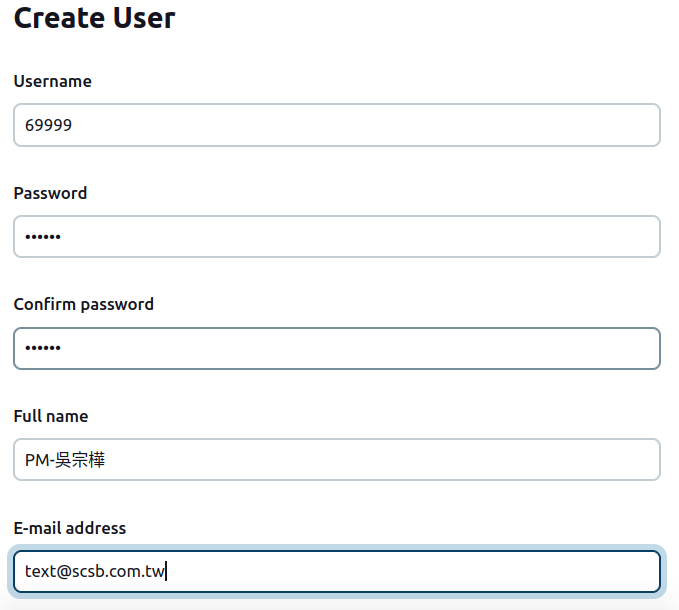 Create User
Username
69999
Password
••••••
Confirm password
••••••
Full name
PM-吳宗樺
E-mail address
text@scsb.com.tw